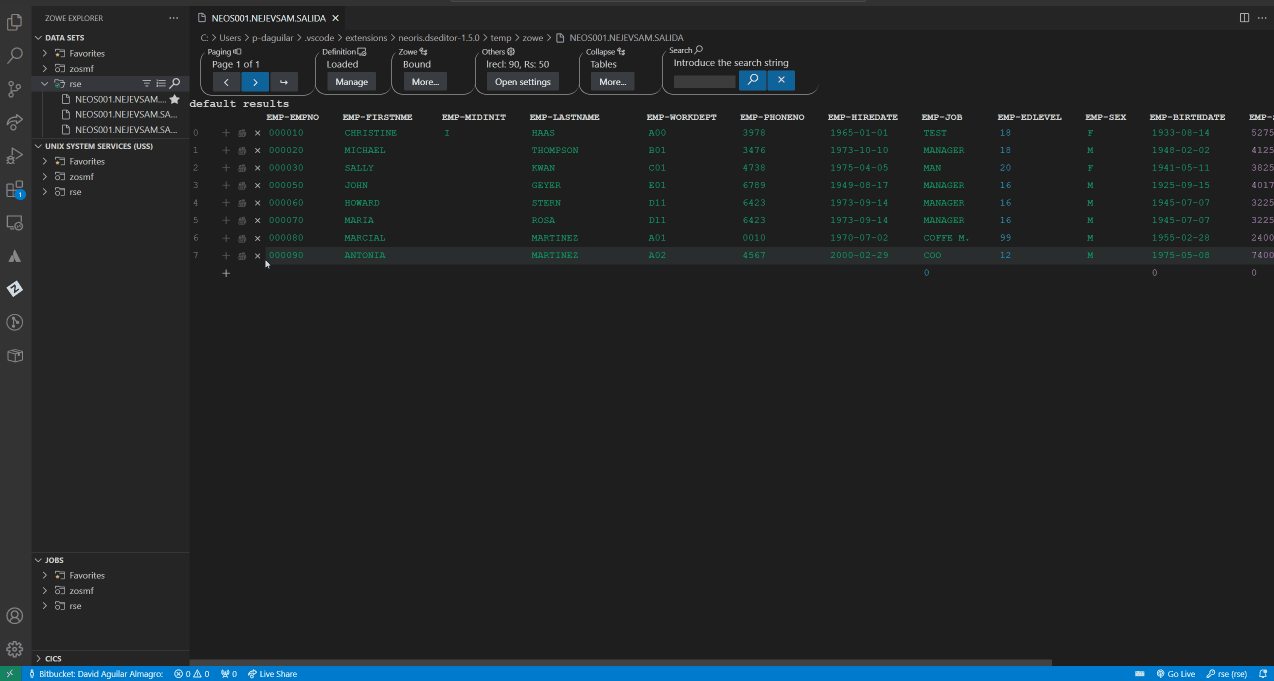 ZOWE EXPLORER ···
NEOS001.NEJEVSAM.SALIDA
DATA SETS
Favorites
zosmf
rse
NEOS001.NEJEVSAM....
NEOS001.NEJEVSAM.SA...
NEOS001.NEJEVSAM.SA...
UNIX SYSTEM SERVICES (USS)
Favorites
zosmf
rse
JOBS
Favorites
zosmf
rse
CICS
C: > Users > p-daguilar > .vscode > extensions > neoris.dseditor-1.5.0 > temp > zowe > NEOS001.NEJEVSAM.SALIDA
Paging
Page 1 of 1
Definition
Loaded
Manage
Zowe
Bound
More...
Others
lrecl: 90, Rs: 50
Open settings
Collapse
Tables
More...
Search
Introduce the search string
default results
EMP-EMPNO EMP-FIRSTNME EMP-MIDINIT EMP-LASTNAME EMP-WORKDEPT EMP-PHONENO EMP-HIREDATE EMP-JOB EMP-EDLEVEL EMP-SEX EMP-BIRTHDATE
0 000010 CHRISTINE I HAAS A00 3978 1965-01-01 TEST 18 F 1933-08-14 5275
1 000020 MICHAEL THOMPSON B01 3476 1973-10-10 MANAGER 18 M 1948-02-02 4125
2 000030 SALLY KWAN C01 4738 1975-04-05 MAN 20 F 1941-05-11 3825
3 000050 JOHN GEYER E01 6789 1949-08-17 MANAGER 16 M 1925-09-15 4017
4 000060 HOWARD STERN D11 6423 1973-09-14 MANAGER 16 M 1945-07-07 3225
5 000070 MARIA ROSA D11 6423 1973-09-14 MANAGER 16 M 1945-07-07 3225
6 000080 MARCIAL MARTINEZ A01 0010 1970-07-02 COFFE M. 99 M 1955-02-28 2400
7 000090 ANTONIA MARTINEZ A02 4567 2000-02-29 COO 12 M 1975-05-08 7400
+ 0 0 0
1
Bitbucket: David Aguilar Almagro: 0 0 0 Live Share Go Live rse (rse)